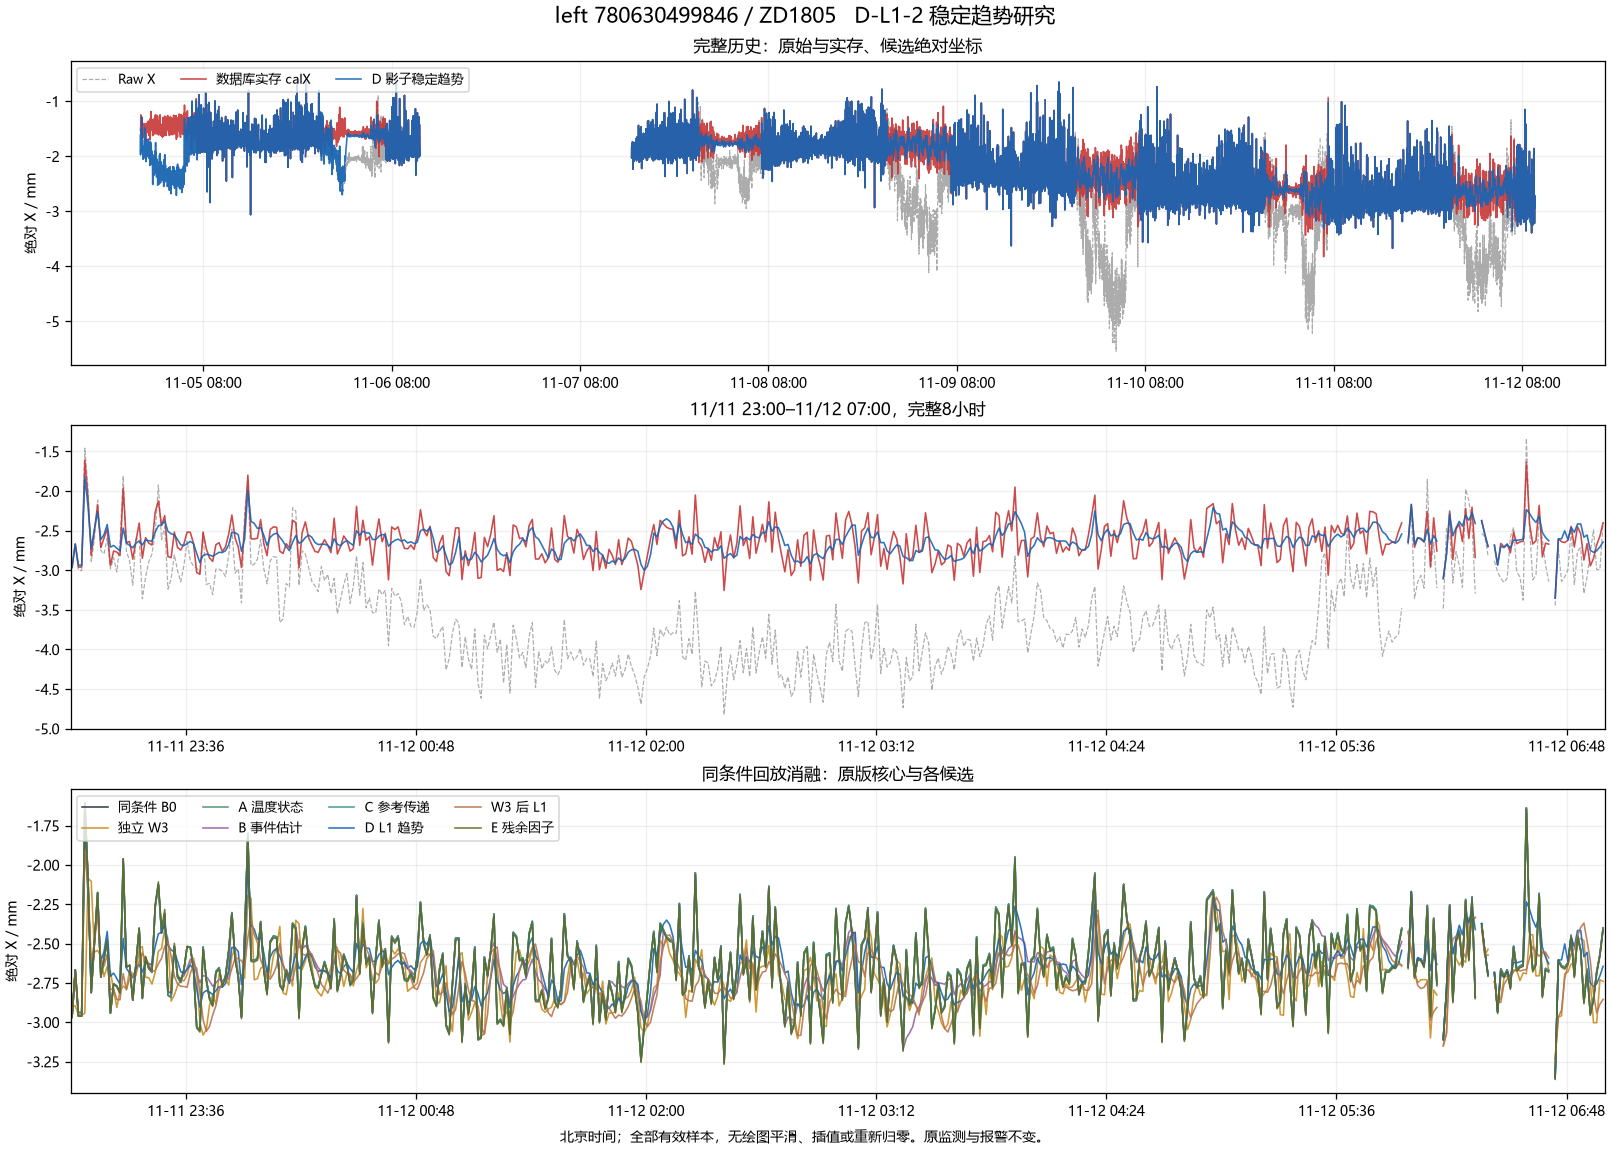 left 780630499846 / ZD1805   D-L1-2 稳定趋势研究
完整历史：原始与实存、候选绝对坐标
Raw X
数据库实存 calX
D 影子稳定趋势
绝对 X / mm
-1
-2
-3
-4
-5
11-05 08:00
11-06 08:00
11-07 08:00
11-08 08:00
11-09 08:00
11-10 08:00
11-11 08:00
11-12 08:00
11/11 23:00–11/12 07:00，完整8小时
绝对 X / mm
-1.5
-2.0
-2.5
-3.0
-3.5
-4.0
-4.5
-5.0
11-11 23:36
11-12 00:48
11-12 02:00
11-12 03:12
11-12 04:24
11-12 05:36
11-12 06:48
同条件回放消融：原版核心与各候选
同条件 B0
A 温度状态
C 参考传递
W3 后 L1
独立 W3
B 事件估计
D L1 趋势
E 残余因子
绝对 X / mm
-1.75
-2.00
-2.25
-2.50
-2.75
-3.00
-3.25
11-11 23:36
11-12 00:48
11-12 02:00
11-12 03:12
11-12 04:24
11-12 05:36
11-12 06:48
北京时间；全部有效样本，无绘图平滑、插值或重新归零。原监测与报警不变。